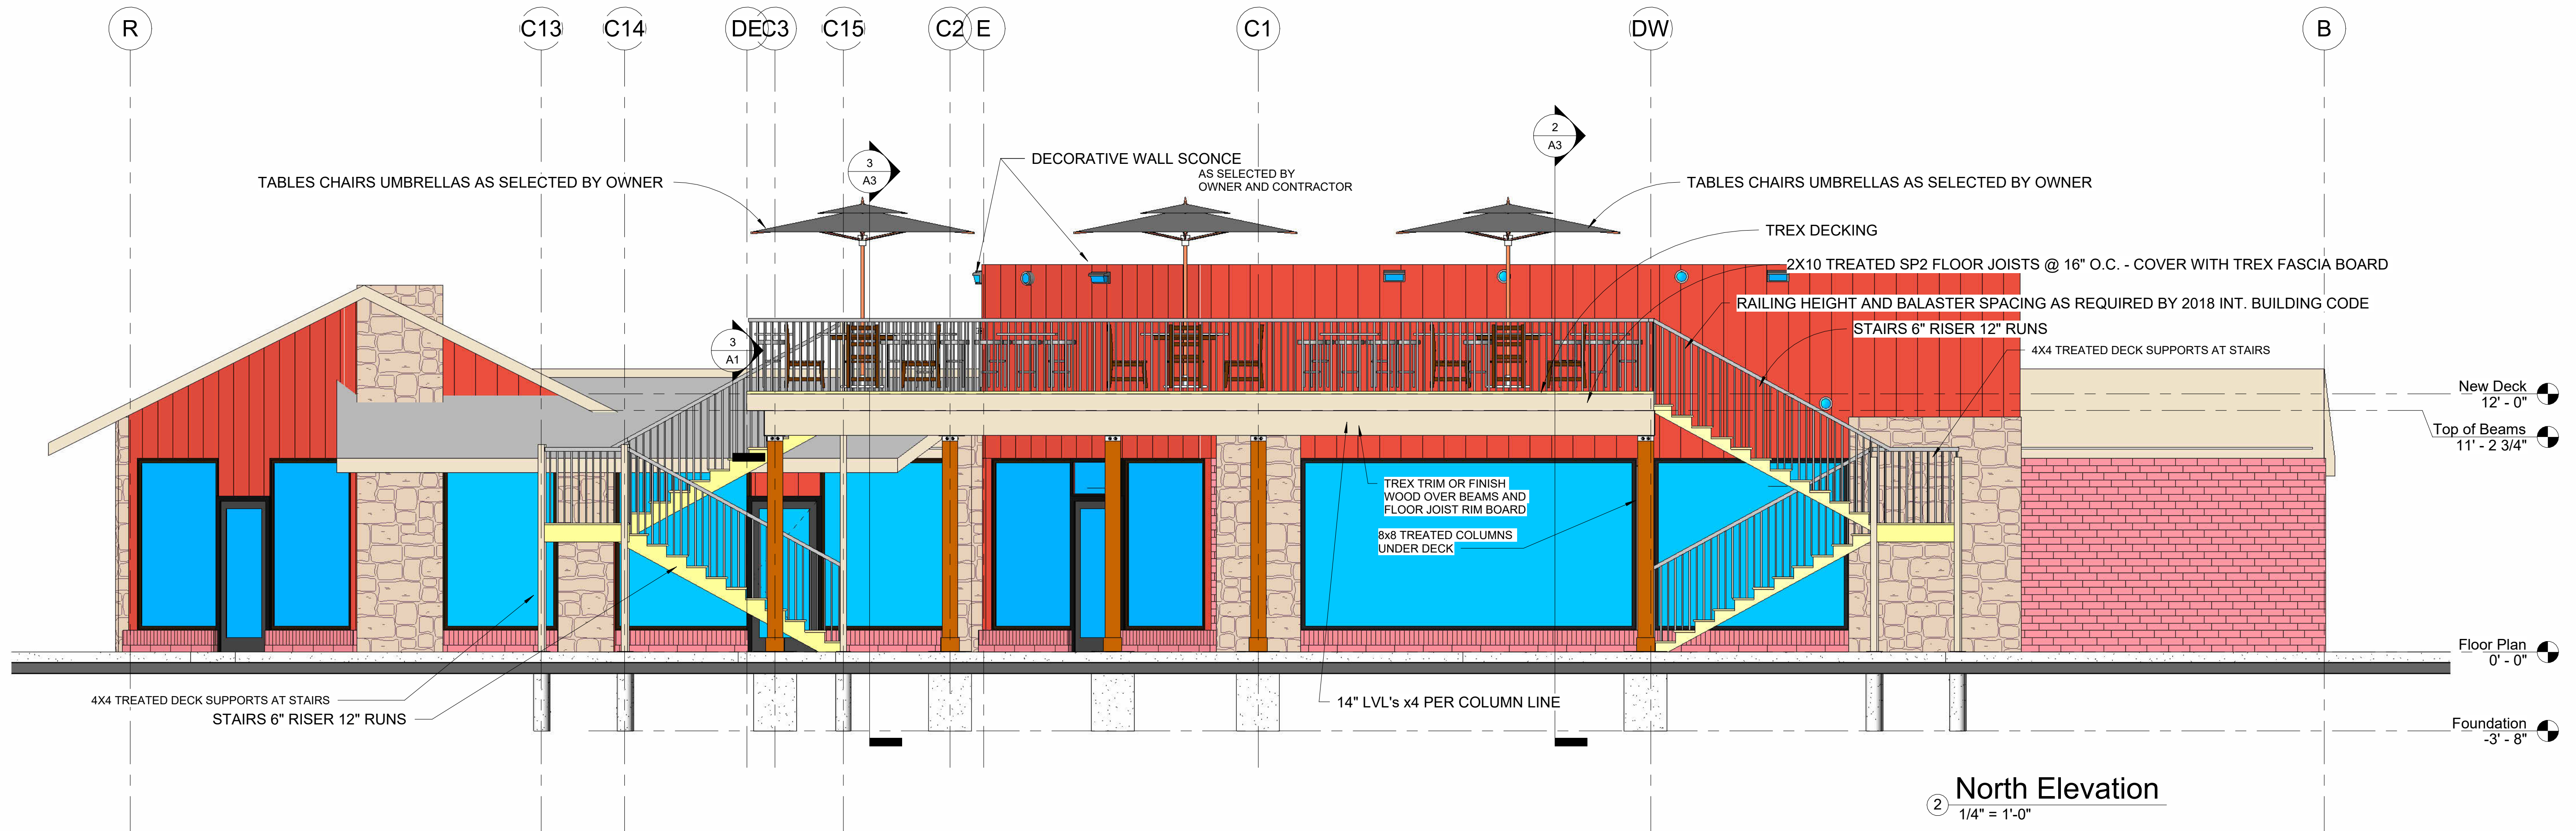 R
C13
C14
DE
C3
C15
C2
E
C1
DW
B
2
A3
3
A3
DECORATIVE WALL SCONCE
AS SELECTED BY
OWNER AND CONTRACTOR
TABLES CHAIRS UMBRELLAS AS SELECTED BY OWNER
TABLES CHAIRS UMBRELLAS AS SELECTED BY OWNER
TREX DECKING
2X10 TREATED SP2 FLOOR JOISTS @ 16" O.C. - COVER WITH TREX FASCIA BOARD
RAILING HEIGHT AND BALASTER SPACING AS REQUIRED BY 2018 INT. BUILDING CODE
STAIRS 6" RISER 12" RUNS
3
A1
4X4 TREATED DECK SUPPORTS AT STAIRS
New Deck
12' - 0"
Top of Beams
11' - 2 3/4"
TREX TRIM OR FINISH
WOOD OVER BEAMS AND
FLOOR JOIST RIM BOARD
8x8 TREATED COLUMNS
UNDER DECK
Floor Plan
0' - 0"
4X4 TREATED DECK SUPPORTS AT STAIRS
STAIRS 6" RISER 12" RUNS
14" LVL's x4 PER COLUMN LINE
Foundation
-3' - 8"
2
North Elevation
1/4" = 1'-0"